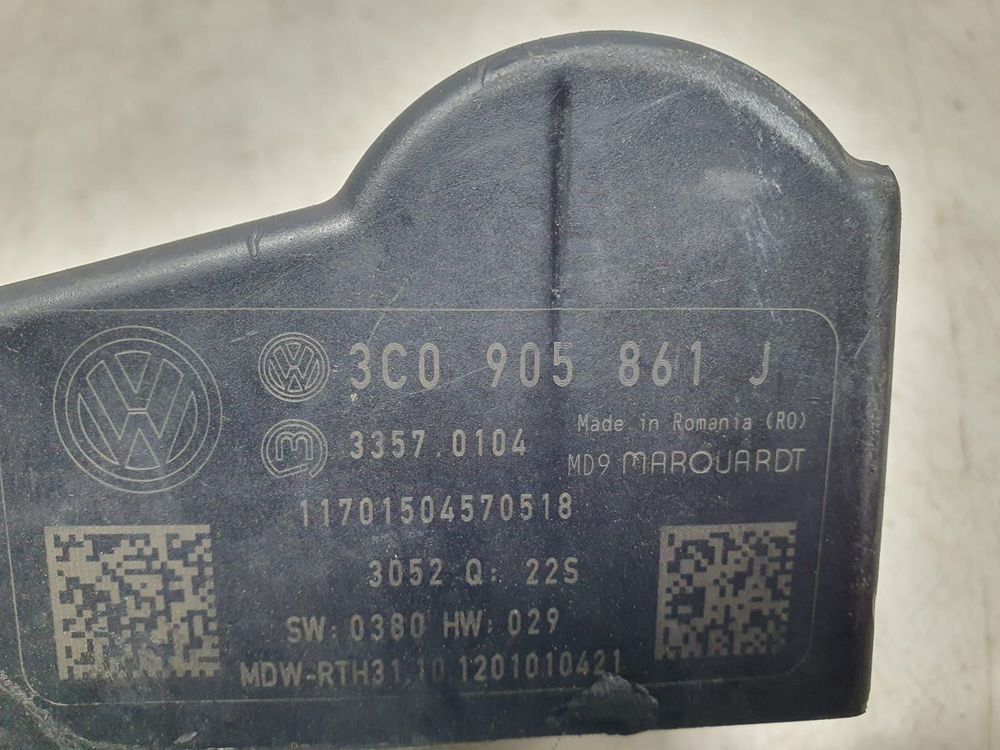 3C0 905 861 J
Made in Romania (RO)
3357.0104
MD9 MARQUARDT
11701504570518
3052 Q: 22S
SW: 0380 HW: 029
MDW-RTH31,10.1201010421